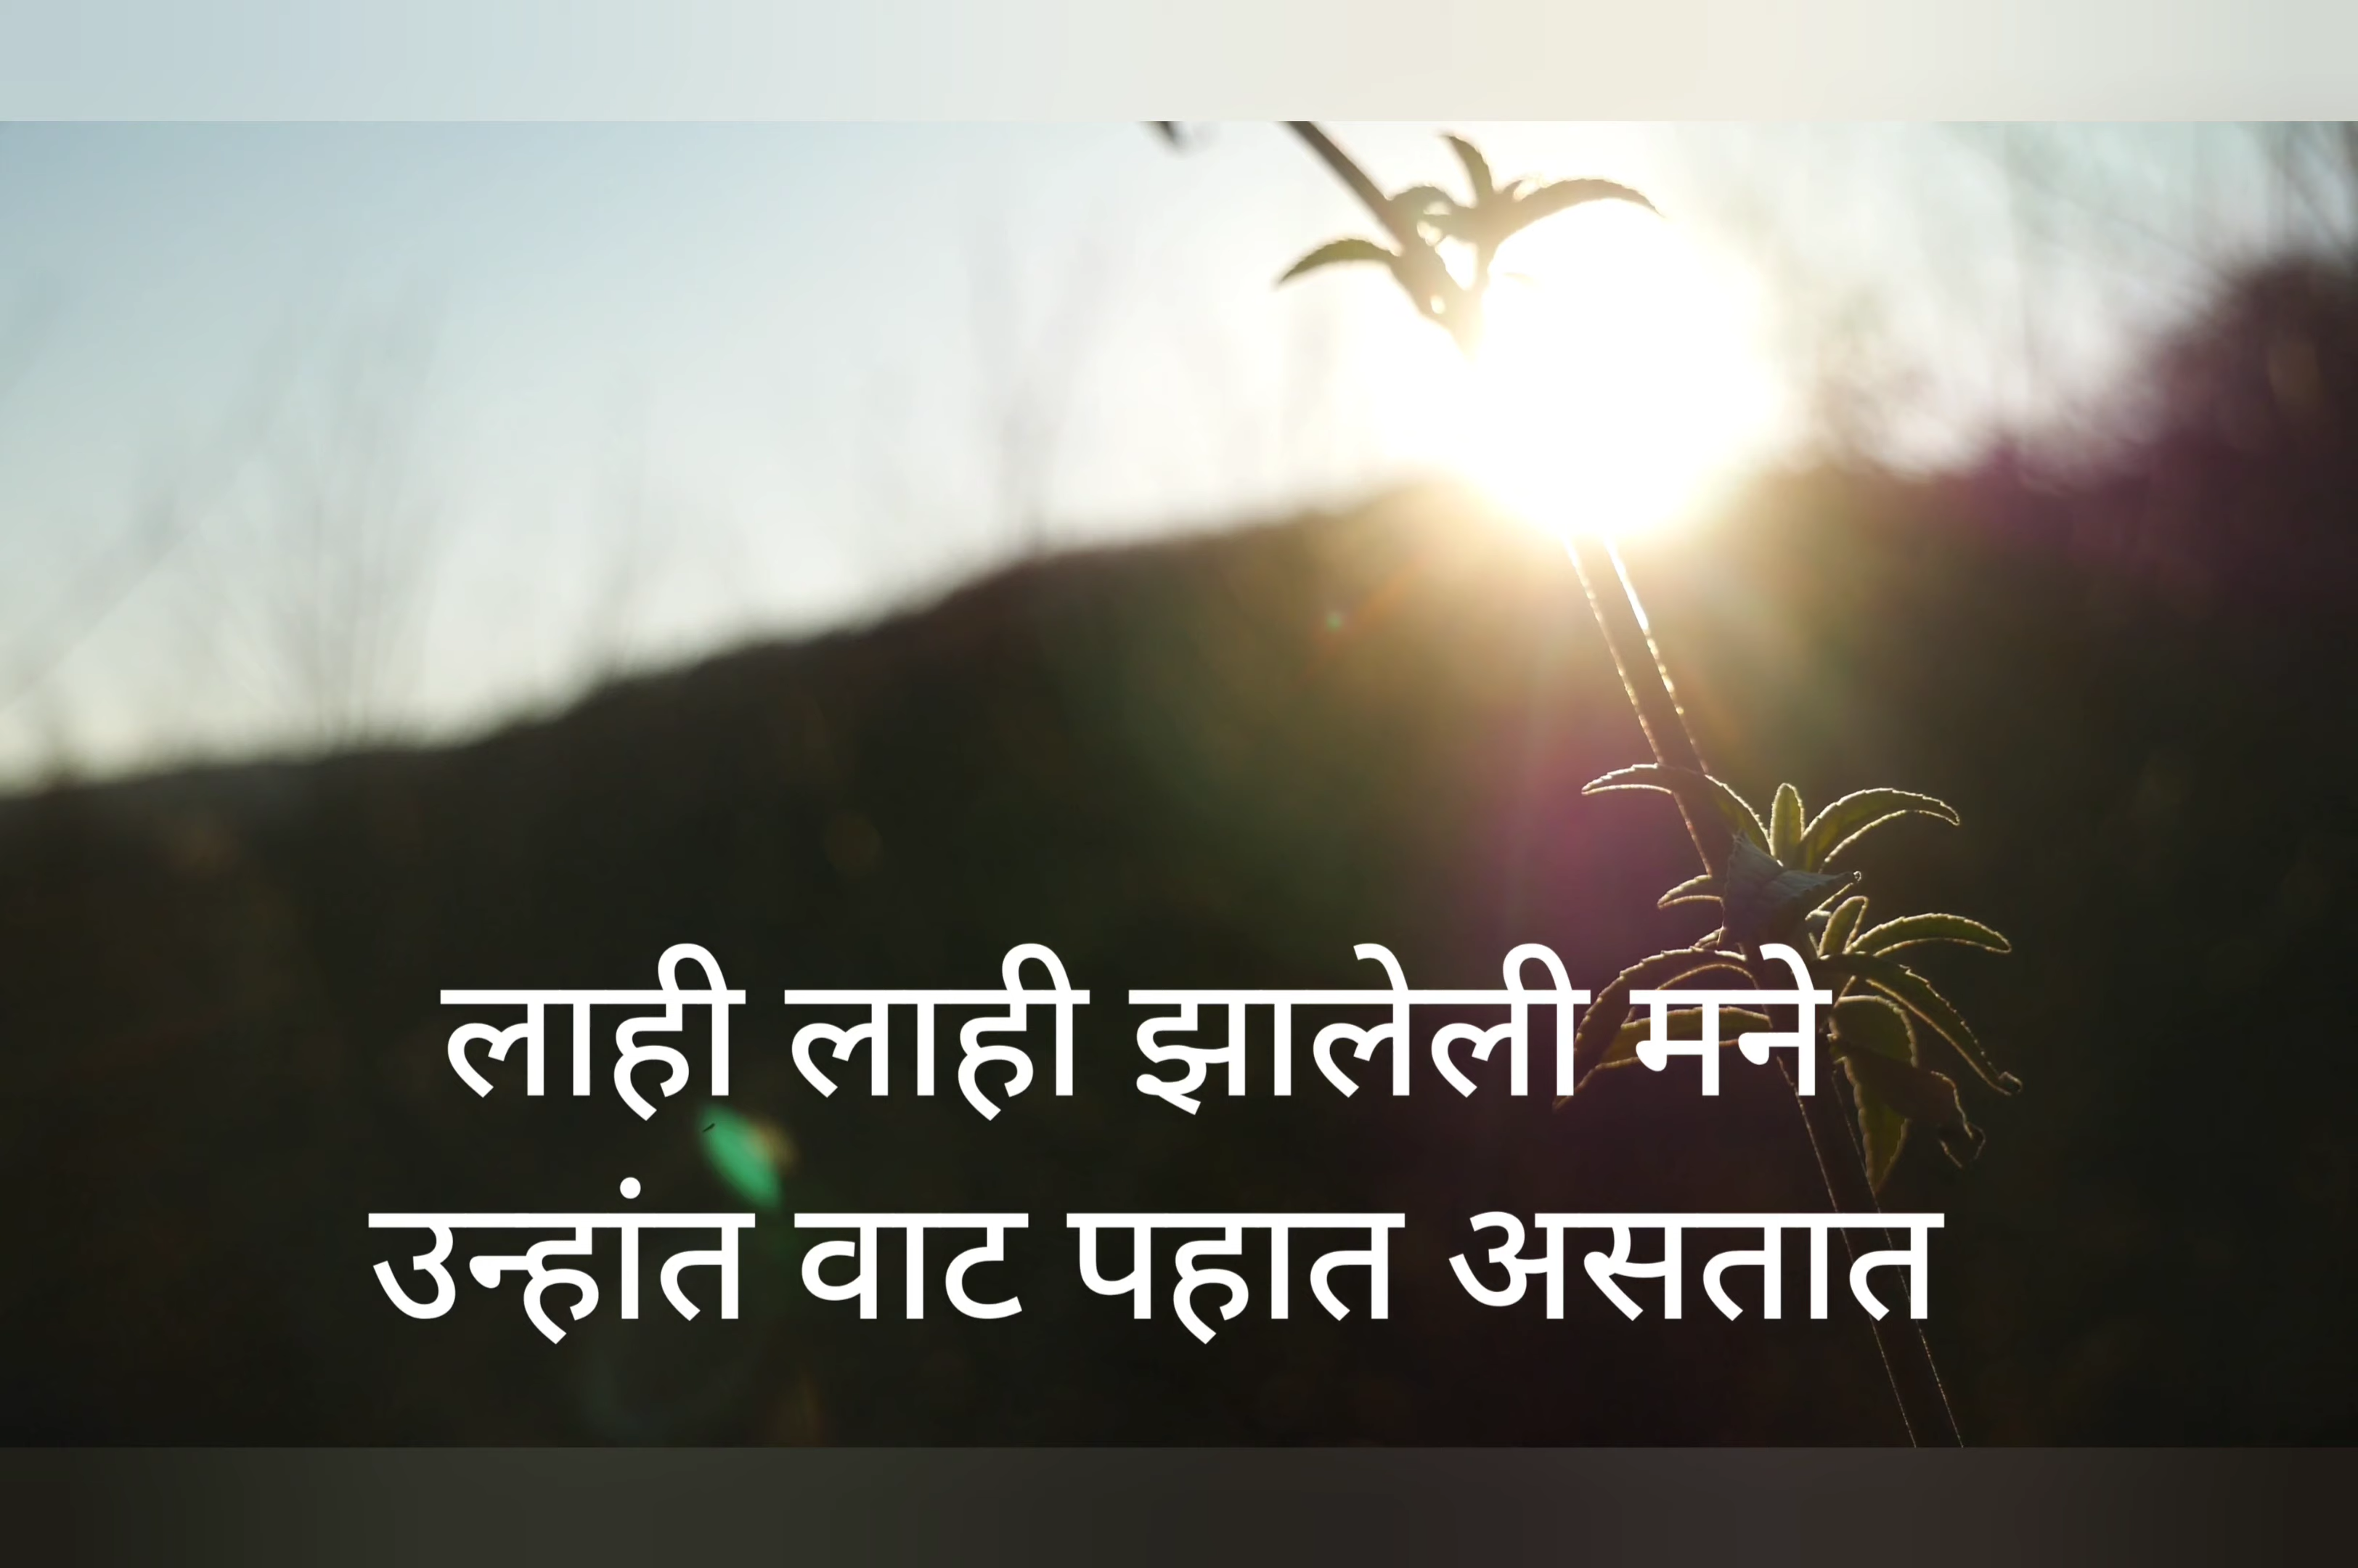 लाही लाही झालेली मने
उन्हांत वाट पहात असतात